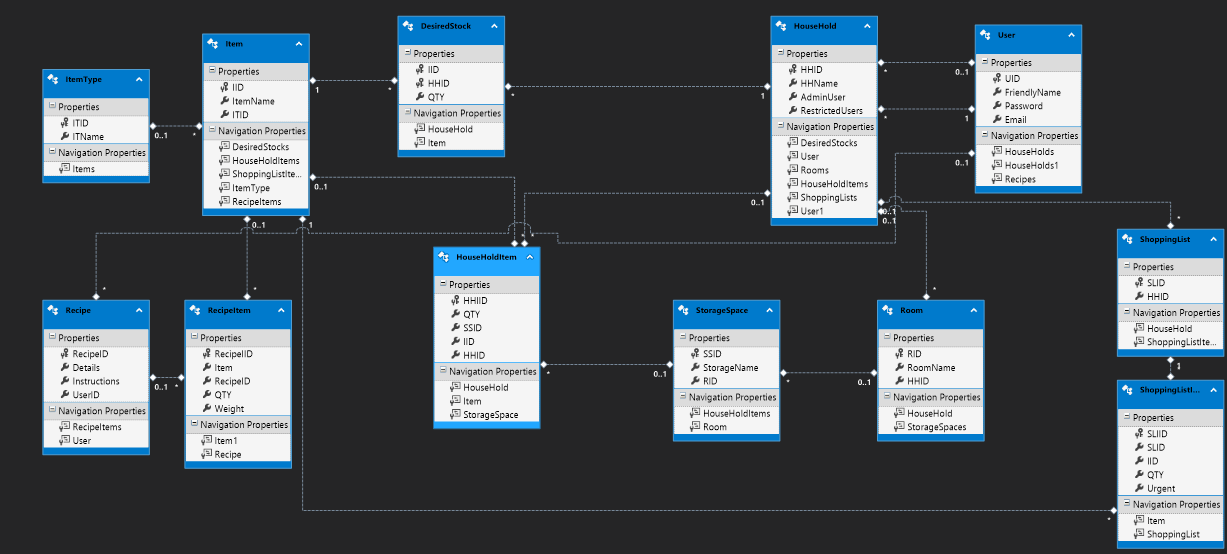 ItemType
Properties
ITID
ITName
Navigation Properties
Items
Item
Properties
IID
ItemName
ITID
Navigation Properties
DesiredStocks
HouseHoldItems
ShoppingListIte...
ItemType
RecipeItems
DesiredStock
Properties
IID
HHID
QTY
Navigation Properties
HouseHold
Item
HouseHold
Properties
HHID
HHName
AdminUser
RestrictedUsers
Navigation Properties
DesiredStocks
User
Rooms
HouseHoldItems
ShoppingLists
User1
User
Properties
UID
FriendlyName
Password
Email
Navigation Properties
HouseHolds
HouseHolds1
Recipes
0..1
*
1
*
*
1
*
0..1
*
1
0..1
0..1
0..1
0..1
0..1
0..1
1
*
*
*
*
*
*
Recipe
Properties
RecipeID
Details
Instructions
UserID
Navigation Properties
RecipeItems
User
0..1
*
RecipeItem
Properties
RecipeIID
Item
RecipeID
QTY
Weight
Navigation Properties
Item1
Recipe
HouseHoldItem
Properties
HHIID
QTY
SSID
IID
HHID
Navigation Properties
HouseHold
Item
StorageSpace
*
0..1
StorageSpace
Properties
SSID
StorageName
RID
Navigation Properties
HouseHoldItems
Room
*
0..1
Room
Properties
RID
RoomName
HHID
Navigation Properties
HouseHold
StorageSpaces
ShoppingList
Properties
SLID
HHID
Navigation Properties
HouseHold
ShoppingListIte...
ShoppingListI...
Properties
SLIID
SLID
IID
QTY
Urgent
Navigation Properties
Item
ShoppingList
*